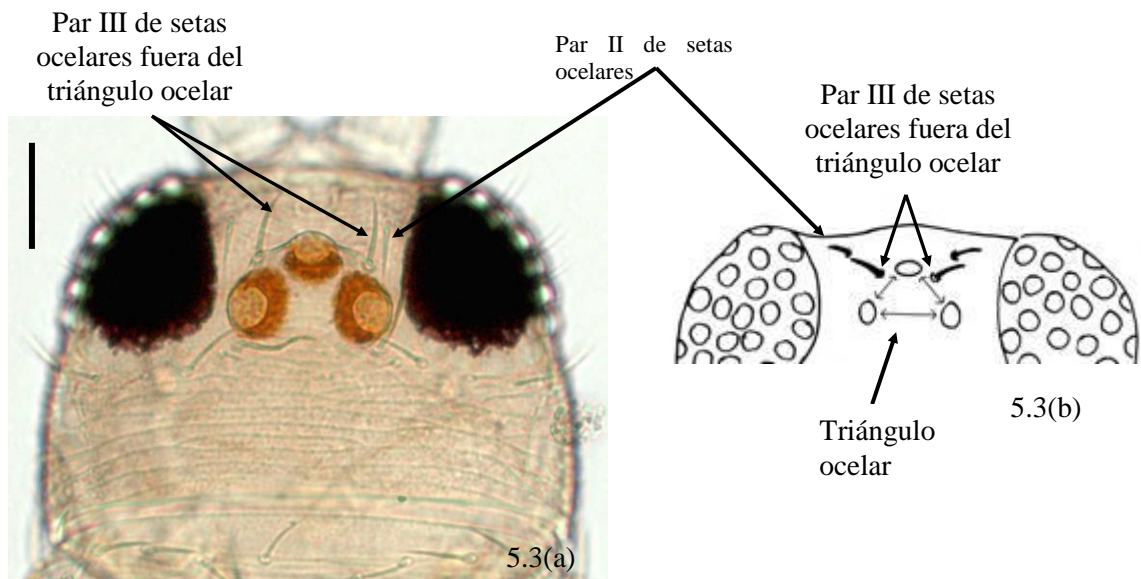 Par III de setas
ocelares fuera del
triángulo ocelar
Par II de setas
ocelares
Par III de setas
ocelares fuera del
triángulo ocelar
5.3(a)
Triángulo
ocelar
5.3(b)